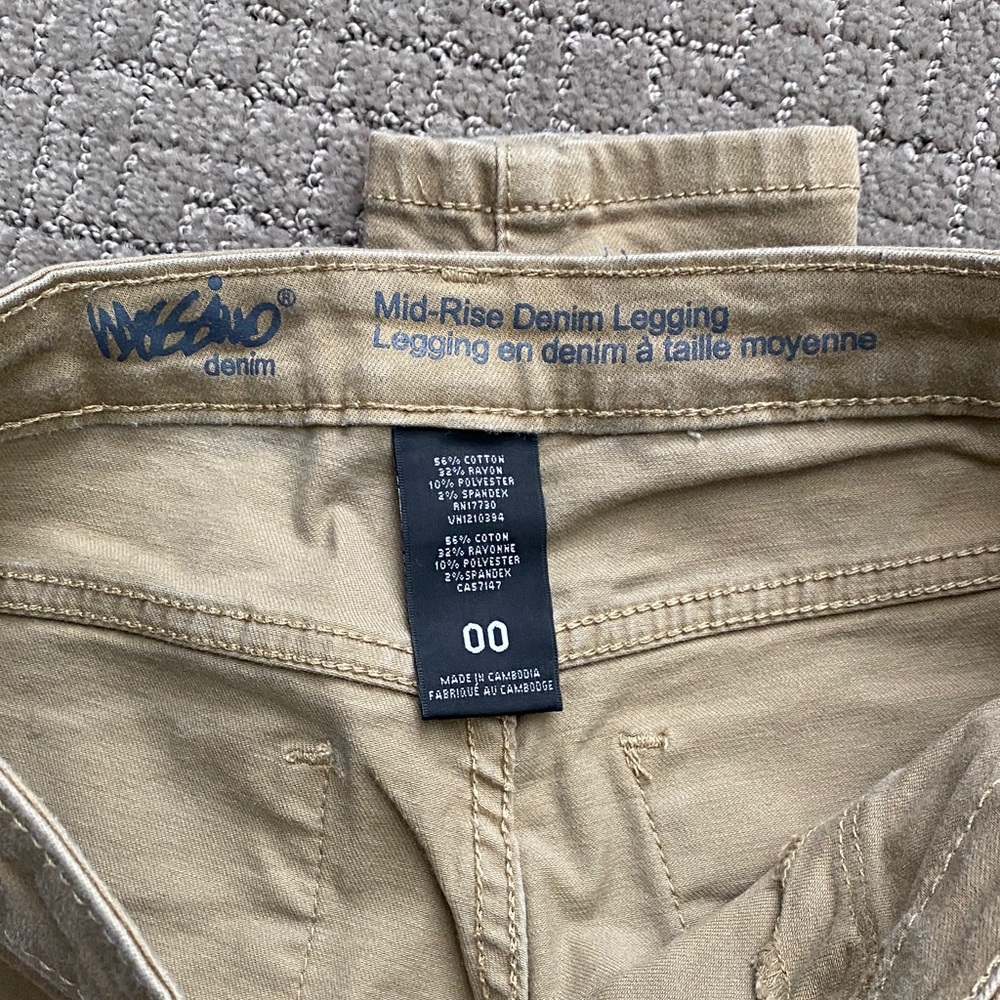 mossimo®
denim
Mid-Rise Denim Legging
Legging en denim à taille moyenne
56% COTTON
32% RAYON
10% POLYESTER
2% SPANDEX
RN17730
VN1210394
56% COTON
32% RAYONNE
10% POLYESTER
2%SPANDEX
CA57147
00
MADE IN CAMBODIA
FABRIQUÉ AU CAMBODGE